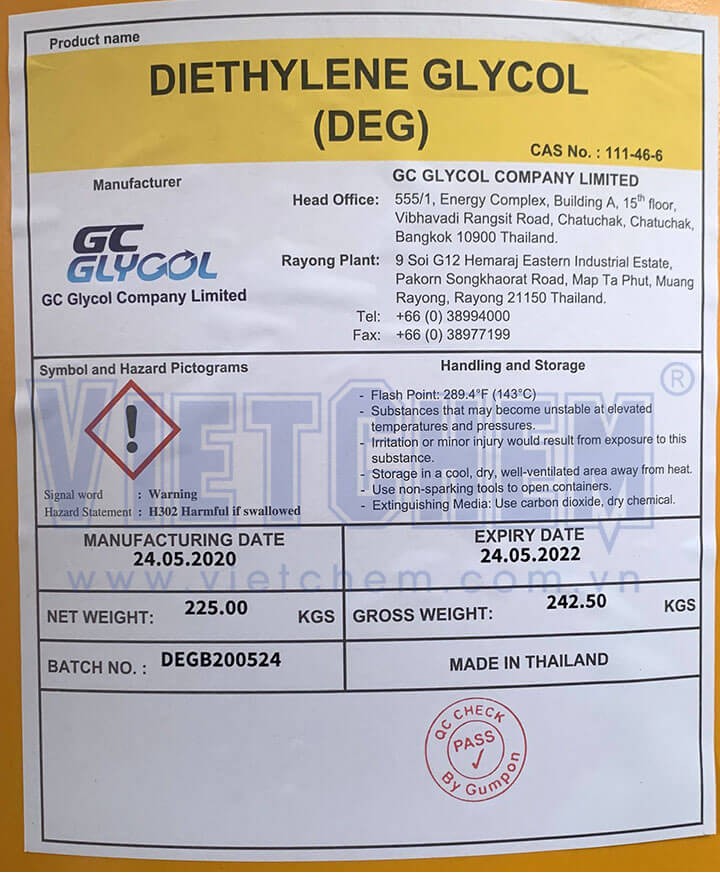 Product name
DIETHYLENE GLYCOL
(DEG)
CAS No. : 111-46-6
Manufacturer
GC
GLYCOL
GC Glycol Company Limited
GC GLYCOL COMPANY LIMITED
Head Office: 555/1, Energy Complex, Building A, 15th floor,
Vibhavadi Rangsit Road, Chatuchak, Chatuchak,
Bangkok 10900 Thailand.
Rayong Plant: 9 Soi G12 Hemaraj Eastern Industrial Estate,
Pakorn Songkhaorat Road, Map Ta Phut, Muang
Rayong, Rayong 21150 Thailand.
Tel: +66 (0) 38994000
Fax: +66 (0) 38977199
Symbol and Hazard Pictograms
!
Signal word : Warning
Hazard Statement : H302 Harmful if swallowed
Handling and Storage
- Flash Point: 289.4°F (143°C)
- Substances that may become unstable at elevated
temperatures and pressures.
- Irritation or minor injury would result from exposure to this
substance.
- Storage in a cool, dry, well-ventilated area away from heat.
- Use non-sparking tools to open containers.
- Extinguishing Media: Use carbon dioxide, dry chemical.
VIETCHEM®
www.vietchem.com.vn
MANUFACTURING DATE
24.05.2020
EXPIRY DATE
24.05.2022
NET WEIGHT: 225.00 KGS
GROSS WEIGHT: 242.50 KGS
BATCH NO. : DEGB200524
MADE IN THAILAND
QC CHECK
PASS
By Gumpon